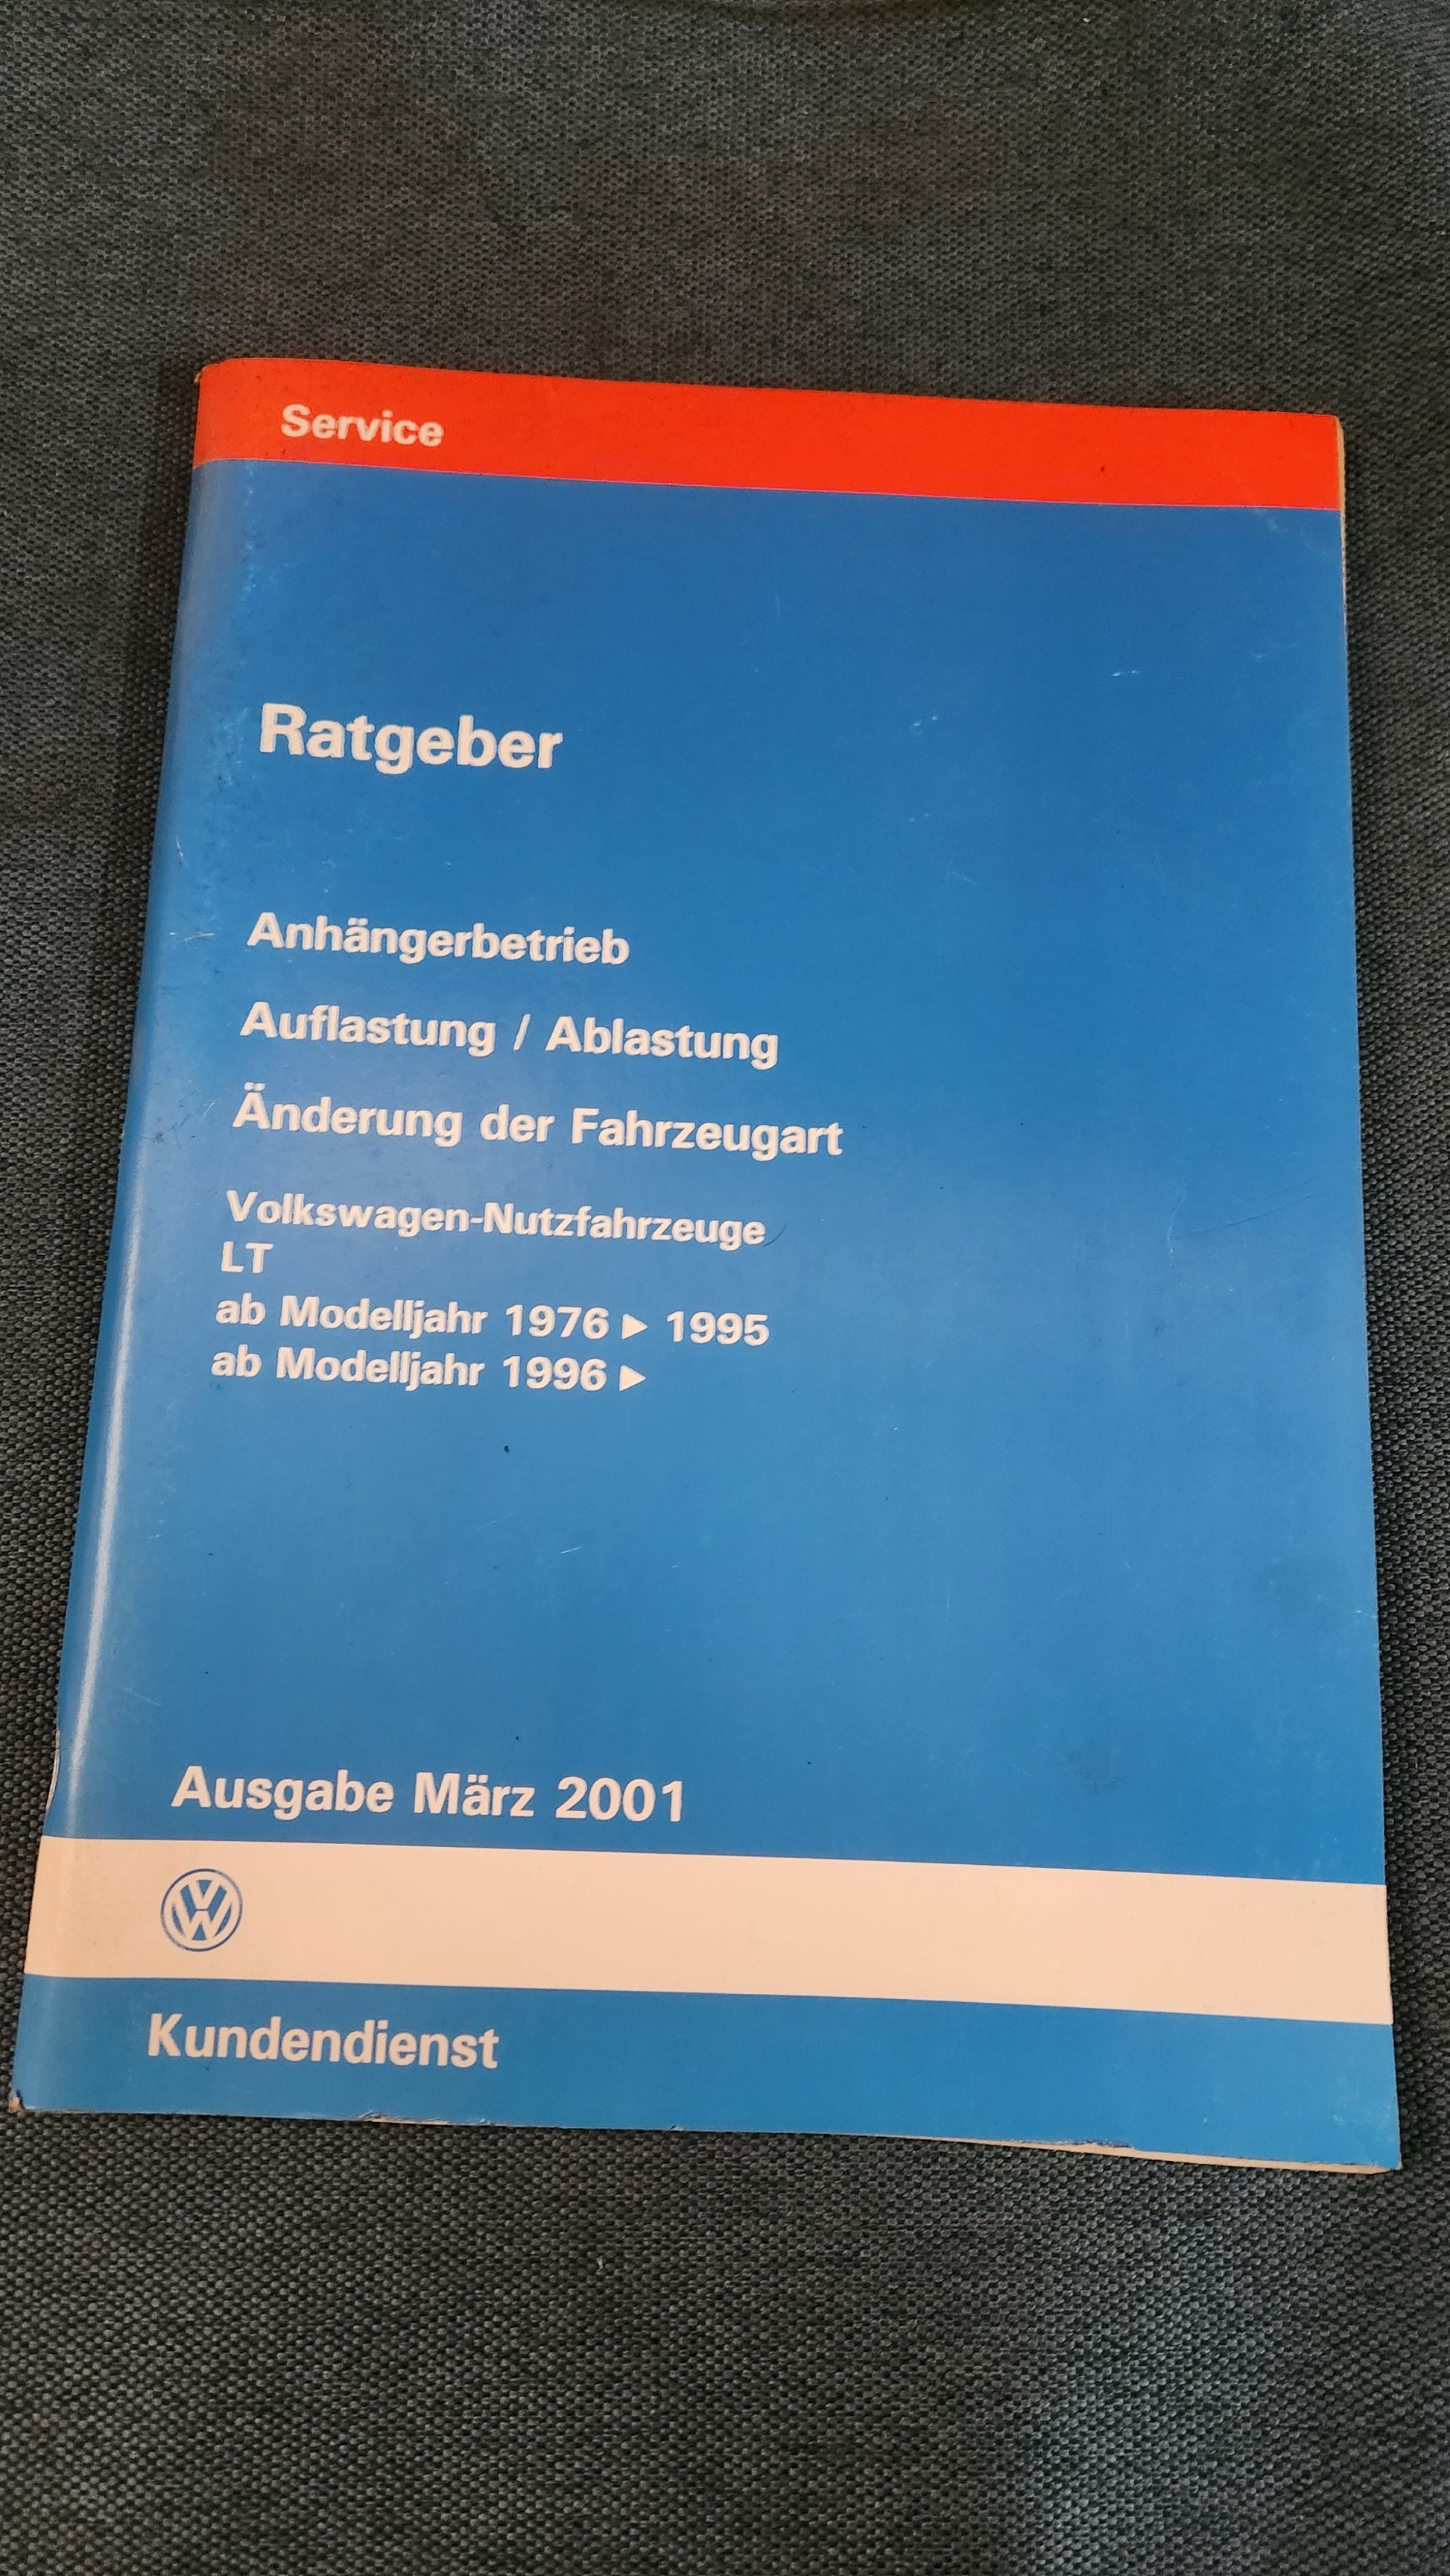 Service
Ratgeber
Anhängerbetrieb
Auflastung / Ablastung
Änderung der Fahrzeugart
Volkswagen-Nutzfahrzeuge
LT
ab Modelljahr 1976 ▶ 1995
ab Modelljahr 1996 ▶
Ausgabe März 2001
VW
Kundendienst